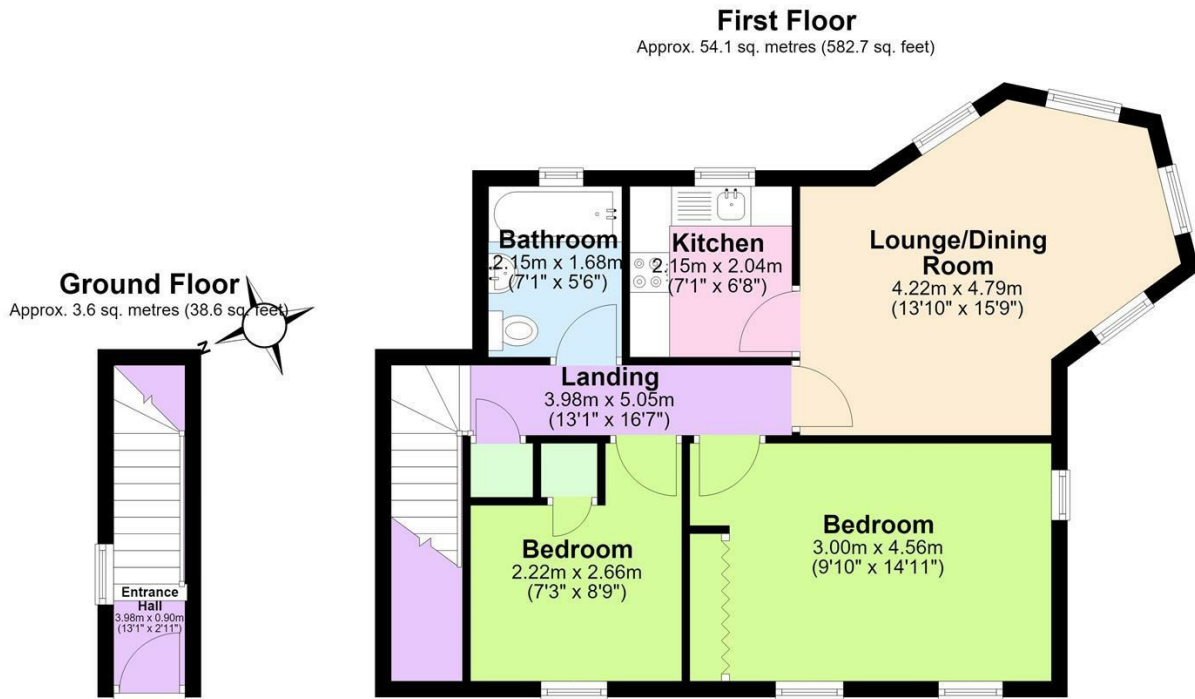 First Floor
Approx. 54.1 sq. metres (582.7 sq. feet)
Ground Floor
Approx. 3.6 sq. metres (38.6 sq. feet)
N
Bathroom
2.15m x 1.68m
(7'1" x 5'6")
Kitchen
2.15m x 2.04m
(7'1" x 6'8")
Lounge/Dining
Room
4.22m x 4.79m
(13'10" x 15'9")
Landing
3.98m x 5.05m
(13'1" x 16'7")
Bedroom
2.22m x 2.66m
(7'3" x 8'9")
Bedroom
3.00m x 4.56m
(9'10" x 14'11")
Entrance
Hall
3.98m x 0.90m
(13'1" x 2'11")